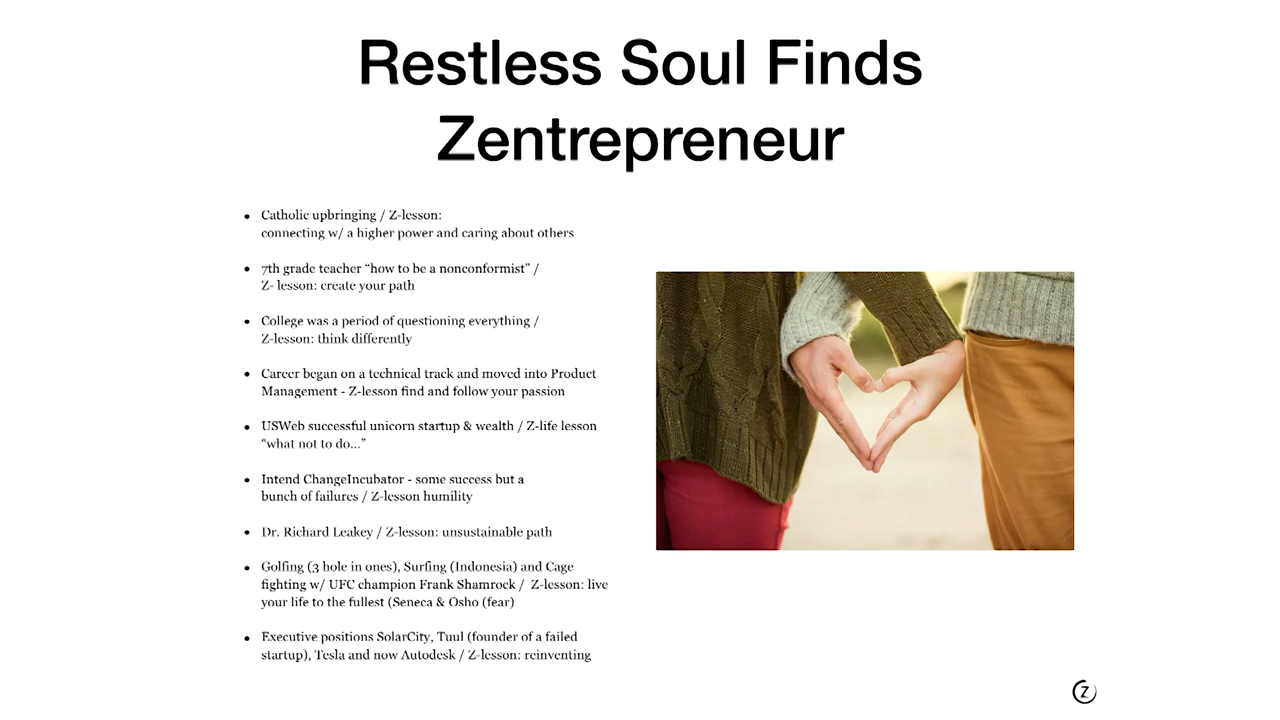 Restless Soul Finds
Zentrepreneur
• Catholic upbringing / Z-lesson:
connecting w/ a higher power and caring about others
• 7th grade teacher “how to be a nonconformist” /
Z- lesson: create your path
• College was a period of questioning everything /
Z-lesson: think differently
• Career began on a technical track and moved into Product
Management - Z-lesson find and follow your passion
• USWeb successful unicorn startup & wealth / Z-life lesson
“what not to do...”
• Intend ChangeIncubator - some success but a
bunch of failures / Z-lesson humility
• Dr. Richard Leakey / Z-lesson: unsustainable path
• Golfing (3 hole in ones), Surfing (Indonesia) and Cage
fighting w/ UFC champion Frank Shamrock /  Z-lesson: live
your life to the fullest (Seneca & Osho (fear)
• Executive positions SolarCity, Tuul (founder of a failed
startup), Tesla and now Autodesk / Z-lesson: reinventing
Z